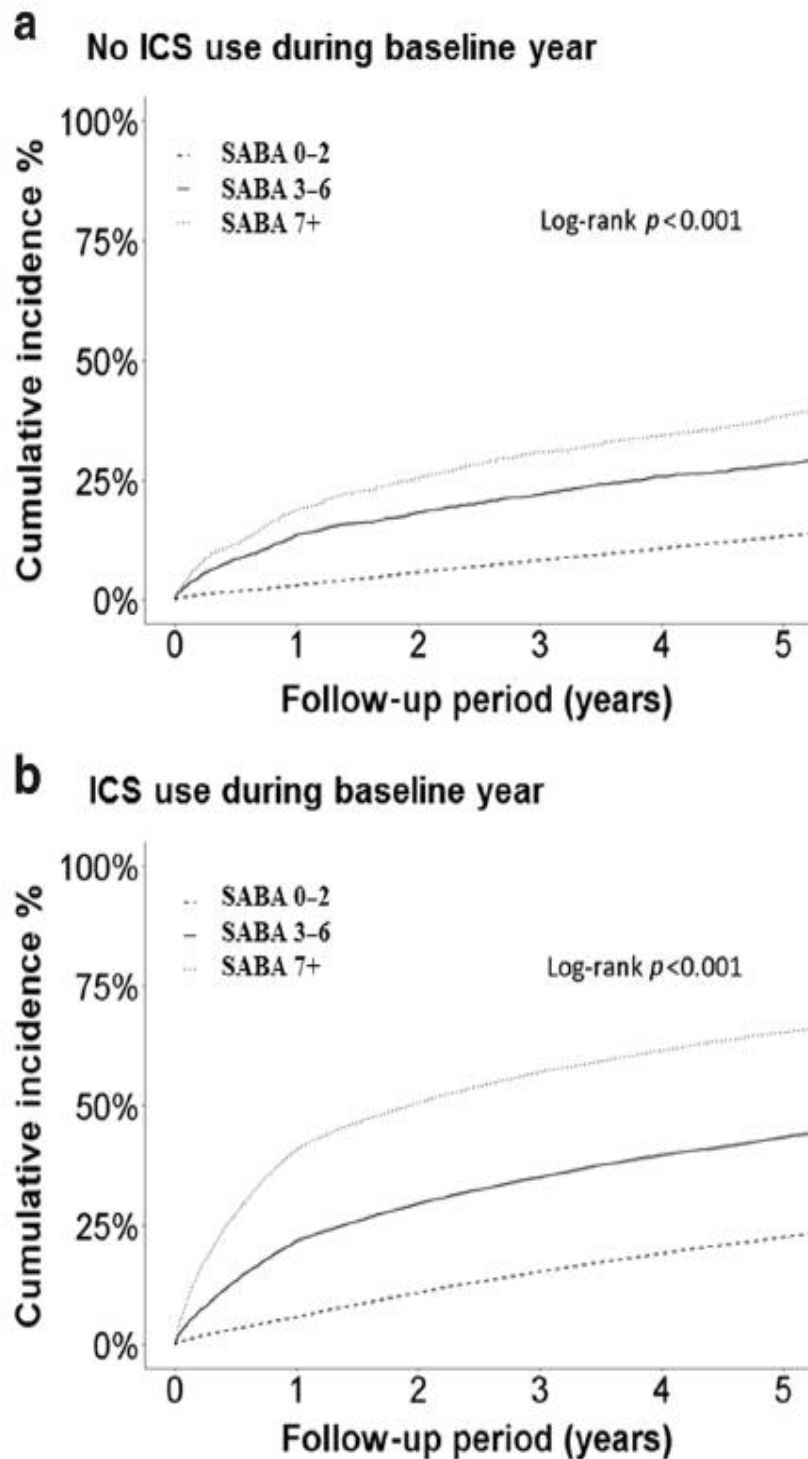 a No ICS use during baseline year
Cumulative incidence %
100%
75%
50%
25%
0%
SABA 0–2
SABA 3–6
SABA 7+
Log-rank p<0.001
0 1 2 3 4 5
Follow-up period (years)
b ICS use during baseline year
Cumulative incidence %
100%
75%
50%
25%
0%
SABA 0–2
SABA 3–6
SABA 7+
Log-rank p<0.001
0 1 2 3 4 5
Follow-up period (years)